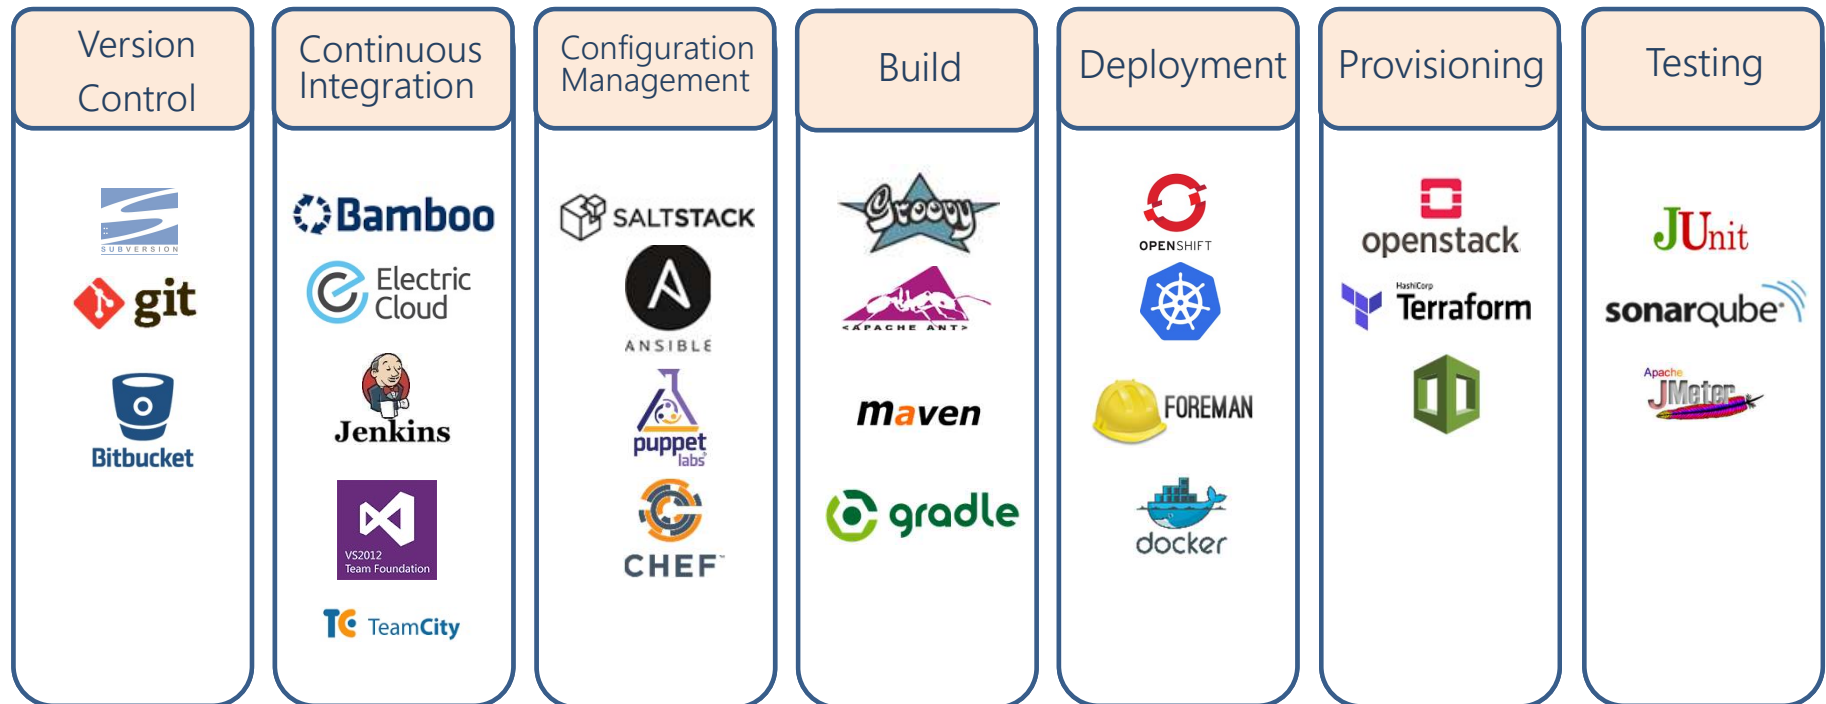 Version
Control
Continuous
Integration
Configuration
Management
Build
Deployment
Provisioning
Testing
SUBVERSION
git
Bitbucket
Bamboo
Electric
Cloud
Jenkins
VS2012
Team Foundation
TC TeamCity
SALTSTACK
ANSIBLE
puppet
labs
CHEF™
Groovy
<APACHE ANT>
maven
gradle
OPENSHIFT
FOREMAN
docker
openstack
HashiCorp
Terraform
JUnit
sonarqube
Apache
JMeter